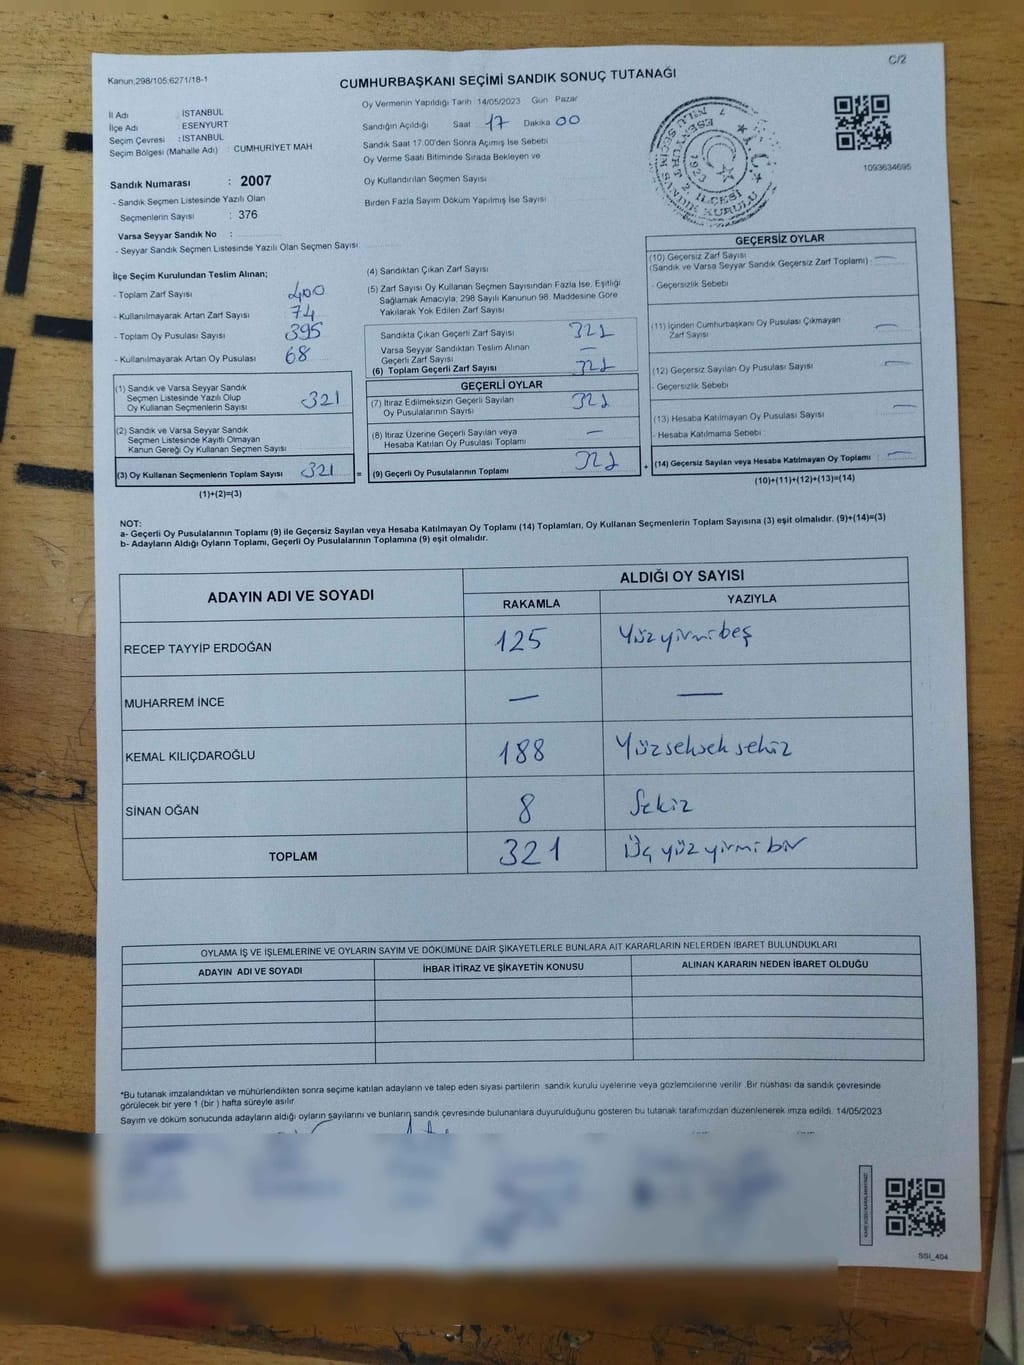 Kanun,298/105;6271/18-1
C/2
CUMHURBAŞKANI SEÇİMİ SANDIK SONUÇ TUTANAĞI
İl Adı : İSTANBUL
İlçe Adı : ESENYURT
Seçim Çevresi : İSTANBUL
Seçim Bölgesi (Mahalle Adı) : CUMHURİYET MAH
Oy Vermenin Yapıldığı Tarih 14/05/2023 Gün Pazar
Sandığın Açıldığı Saat 17 Dakika 00
Sandık Saat 17.00'den Sonra Açımış İse Sebebi
Oy Verme Saati Bitiminde Sırada Bekleyen ve
Oy Kullandırılan Seçmen Sayısı
Birden Fazla Sayım Döküm Yapılmış İse Sayısı
T.C.
ESENYURT 2. İLÇESİ
1923
1093634695
Sandık Numarası : 2007
- Sandık Seçmen Listesinde Yazılı Olan
Seçmenlerin Sayısı : 376
Varsa Seyyar Sandık No :
- Seyyar Sandık Seçmen Listesinde Yazılı Olan Seçmen Sayısı:
İlçe Seçim Kurulundan Teslim Alınan;
- Toplam Zarf Sayısı 400
- Kullanılmayarak Artan Zarf Sayısı 74
- Toplam Oy Pusulası Sayısı 395
- Kullanılmayarak Artan Oy Pusulası 68
(1) Sandık ve Varsa Seyyar Sandık
Seçmen Listesinde Yazılı Olup
Oy Kullanan Seçmenlerin Sayısı 321
(2) Sandık ve Varsa Seyyar Sandık
Seçmen Listesinde Kayıtlı Olmayan
Kanun Gereği Oy Kullanan Seçmen Sayısı
(3) Oy Kullanan Seçmenlerin Toplam Sayısı 321 =
(1)+(2)=(3)
(4) Sandıktan Çıkan Zarf Sayısı
(5) Zarf Sayısı Oy Kullanan Seçmen Sayısından Fazla İse, Eşitliği
Sağlamak Amacıyla; 298 Sayılı Kanunun 98. Maddesine Göre
Yakılarak Yok Edilen Zarf Sayısı
Sandıkta Çıkan Geçerli Zarf Sayısı 321
Varsa Seyyar Sandıktan Teslim Alınan
Geçerli Zarf Sayısı —
(6) Toplam Geçerli Zarf Sayısı 321
GEÇERLİ OYLAR
(7) İtiraz Edilmeksizin Geçerli Sayılan
Oy Pusulalarının Sayısı 321
(8) İtiraz Üzerine Geçerli Sayılan veya
Hesaba Katılan Oy Pusulası Toplamı —
(9) Geçerli Oy Pusulalarının Toplamı 321 +
GEÇERSİZ OYLAR
(10) Geçersiz Zarf Sayısı
(Sandık ve Varsa Seyyar Sandık Geçersiz Zarf Toplamı) : —
- Geçersizlik Sebebi
(11) İçinden Cumhurbaşkanı Oy Pusulası Çıkmayan
Zarf Sayısı —
(12) Geçersiz Sayılan Oy Pusulası Sayısı —
- Geçersizlik Sebebi
(13) Hesaba Katılmayan Oy Pusulası Sayısı —
- Hesaba Katılmama Sebebi :
(14) Geçersiz Sayılan veya Hesaba Katılmayan Oy Toplamı : —
(10)+(11)+(12)+(13)=(14)
NOT:
a- Geçerli Oy Pusulalarının Toplamı (9) ile Geçersiz Sayılan veya Hesaba Katılmayan Oy Toplamı (14) Toplamları, Oy Kullanan Seçmenlerin Toplam Sayısına (3) eşit olmalıdır. (9)+(14)=(3)
b- Adayların Aldığı Oyların Toplamı, Geçerli Oy Pusulalarının Toplamına (9) eşit olmalıdır.
ADAYIN ADI VE SOYADI
ALDIĞI OY SAYISI
RAKAMLA YAZIYLA
RECEP TAYYİP ERDOĞAN 125 Yüzyirmibeş
MUHARREM İNCE — —
KEMAL KILIÇDAROĞLU 188 Yüzseksek sekiz
SİNAN OĞAN 8 Sekiz
TOPLAM 321 Üç yüz yirmi bir
OYLAMA İŞ VE İŞLEMLERİNE VE OYLARIN SAYIM VE DÖKÜMÜNE DAİR ŞİKAYETLERLE BUNLARA AİT KARARLARIN NELERDEN İBARET BULUNDUKLARI
ADAYIN ADI VE SOYADI İHBAR İTİRAZ VE ŞİKAYETİN KONUSU ALINAN KARARIN NEDEN İBARET OLDUĞU
*Bu tutanak imzalandıktan ve mühürlendikten sonra seçime katılan adayların ve talep eden siyasi partilerin sandık kurulu üyelerine veya gözlemcilerine verilir. Bir nüshası da sandık çevresinde
görülecek bir yere 1 (bir) hafta süreyle asılır.
Sayım ve döküm sonucunda adayların aldığı oyların sayılarını ve bunların sandık çevresinde bulunanlara duyurulduğunu gösteren bu tutanak tarafımızdan düzenlenerek imza edildi. 14/05/2023
SSI_404